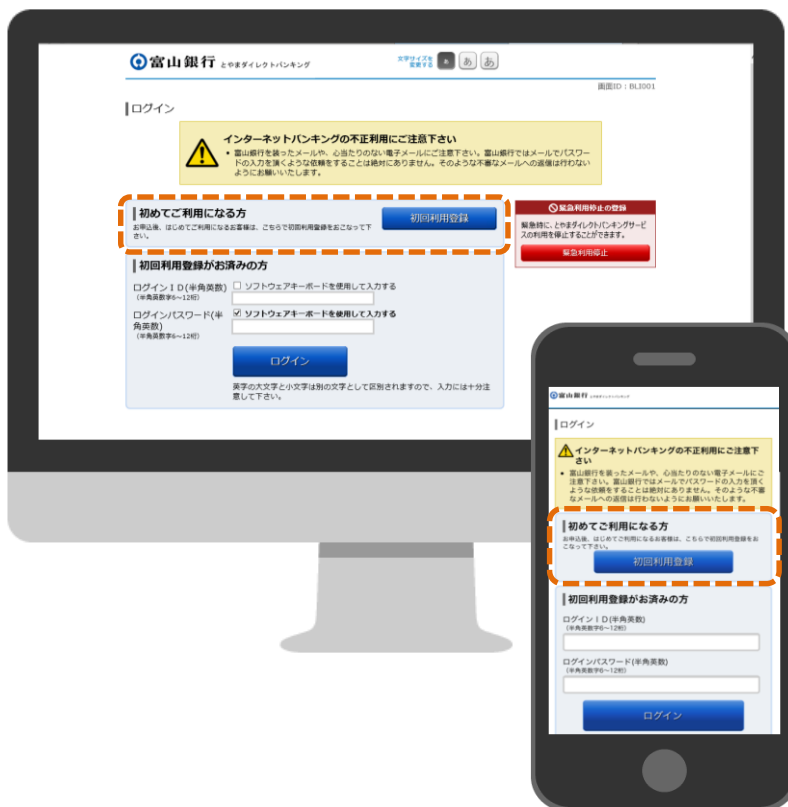 富山銀行 とやまダイレクトバンキング
文字サイズを
変更する あ あ あ
画面ID：BLI001
ログイン
インターネットバンキングの不正利用にご注意下さい
• 富山銀行を装ったメールや、心当たりのない電子メールにご注意下さい。富山銀行ではメールでパスワー
ドの入力を頂くような依頼をすることは絶対にありません。そのような不審なメールへの返信は行わない
ようにお願いいたします。
初めてご利用になる方
お申込後、はじめてご利用になるお客様は、こちらで初回利用登録をおこなって下
さい。
初回利用登録
緊急利用停止の登録
緊急時に、とやまダイレクトバンキングサービ
スの利用を停止することができます。
緊急利用停止
初回利用登録がお済みの方
ログインＩＤ(半角英数)
（半角英数字6～12桁）
ソフトウェアキーボードを使用して入力する
ログインパスワード(半
角英数)
（半角英数字6～12桁）
ソフトウェアキーボードを使用して入力する
ログイン
英字の大文字と小文字は別の文字として区別されますので、入力には十分注
意して下さい。
富山銀行 とやまダイレクトバンキング
ログイン
インターネットバンキングの不正利用にご注意下
さい
• 富山銀行を装ったメールや、心当たりのない電子メールにご
注意下さい。富山銀行ではメールでパスワードの入力を頂く
ような依頼をすることは絶対にありません。そのような不審
なメールへの返信は行わないようにお願いいたします。
初めてご利用になる方
お申込後、はじめてご利用になるお客様は、こちらで初回利用登録をお
こなって下さい。
初回利用登録
初回利用登録がお済みの方
ログインＩＤ(半角英数)
（半角英数字6～12桁）
ログインパスワード(半角英数)
（半角英数字6～12桁）
ログイン